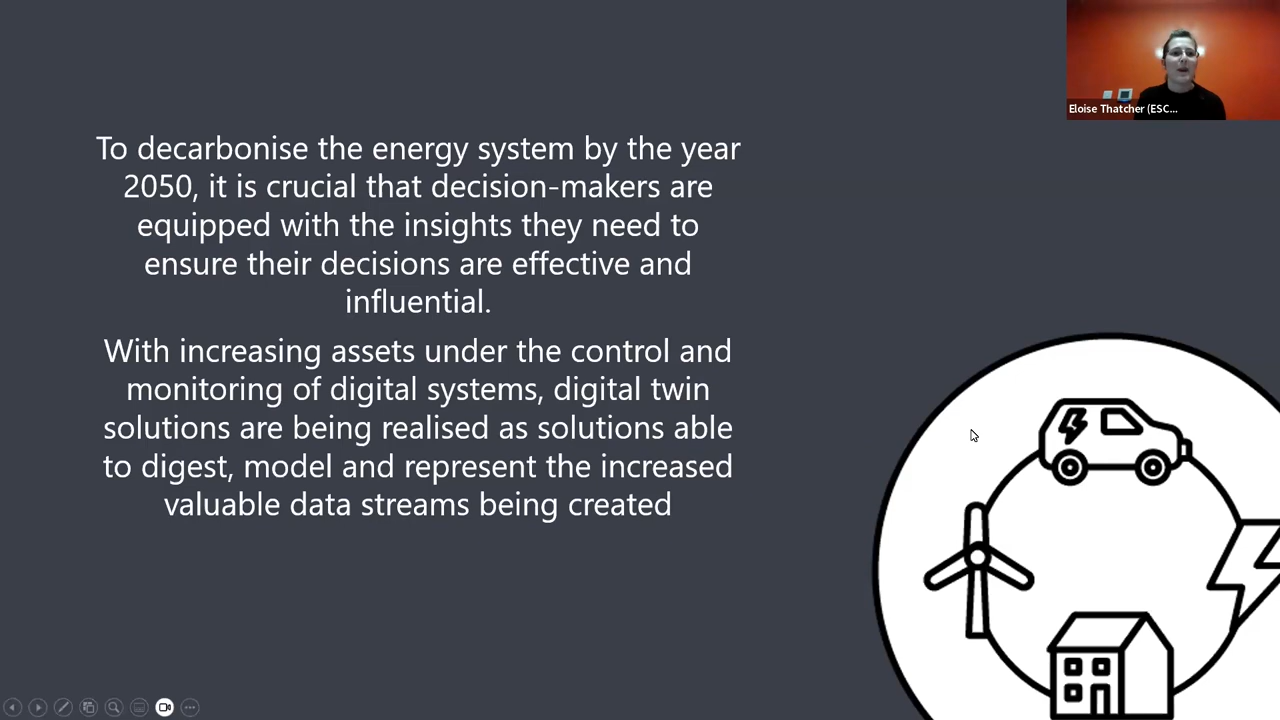 Eloise Thatcher (ESC...
To decarbonise the energy system by the year
2050, it is crucial that decision-makers are
equipped with the insights they need to
ensure their decisions are effective and
influential.
With increasing assets under the control and
monitoring of digital systems, digital twin
solutions are being realised as solutions able
to digest, model and represent the increased
valuable data streams being created